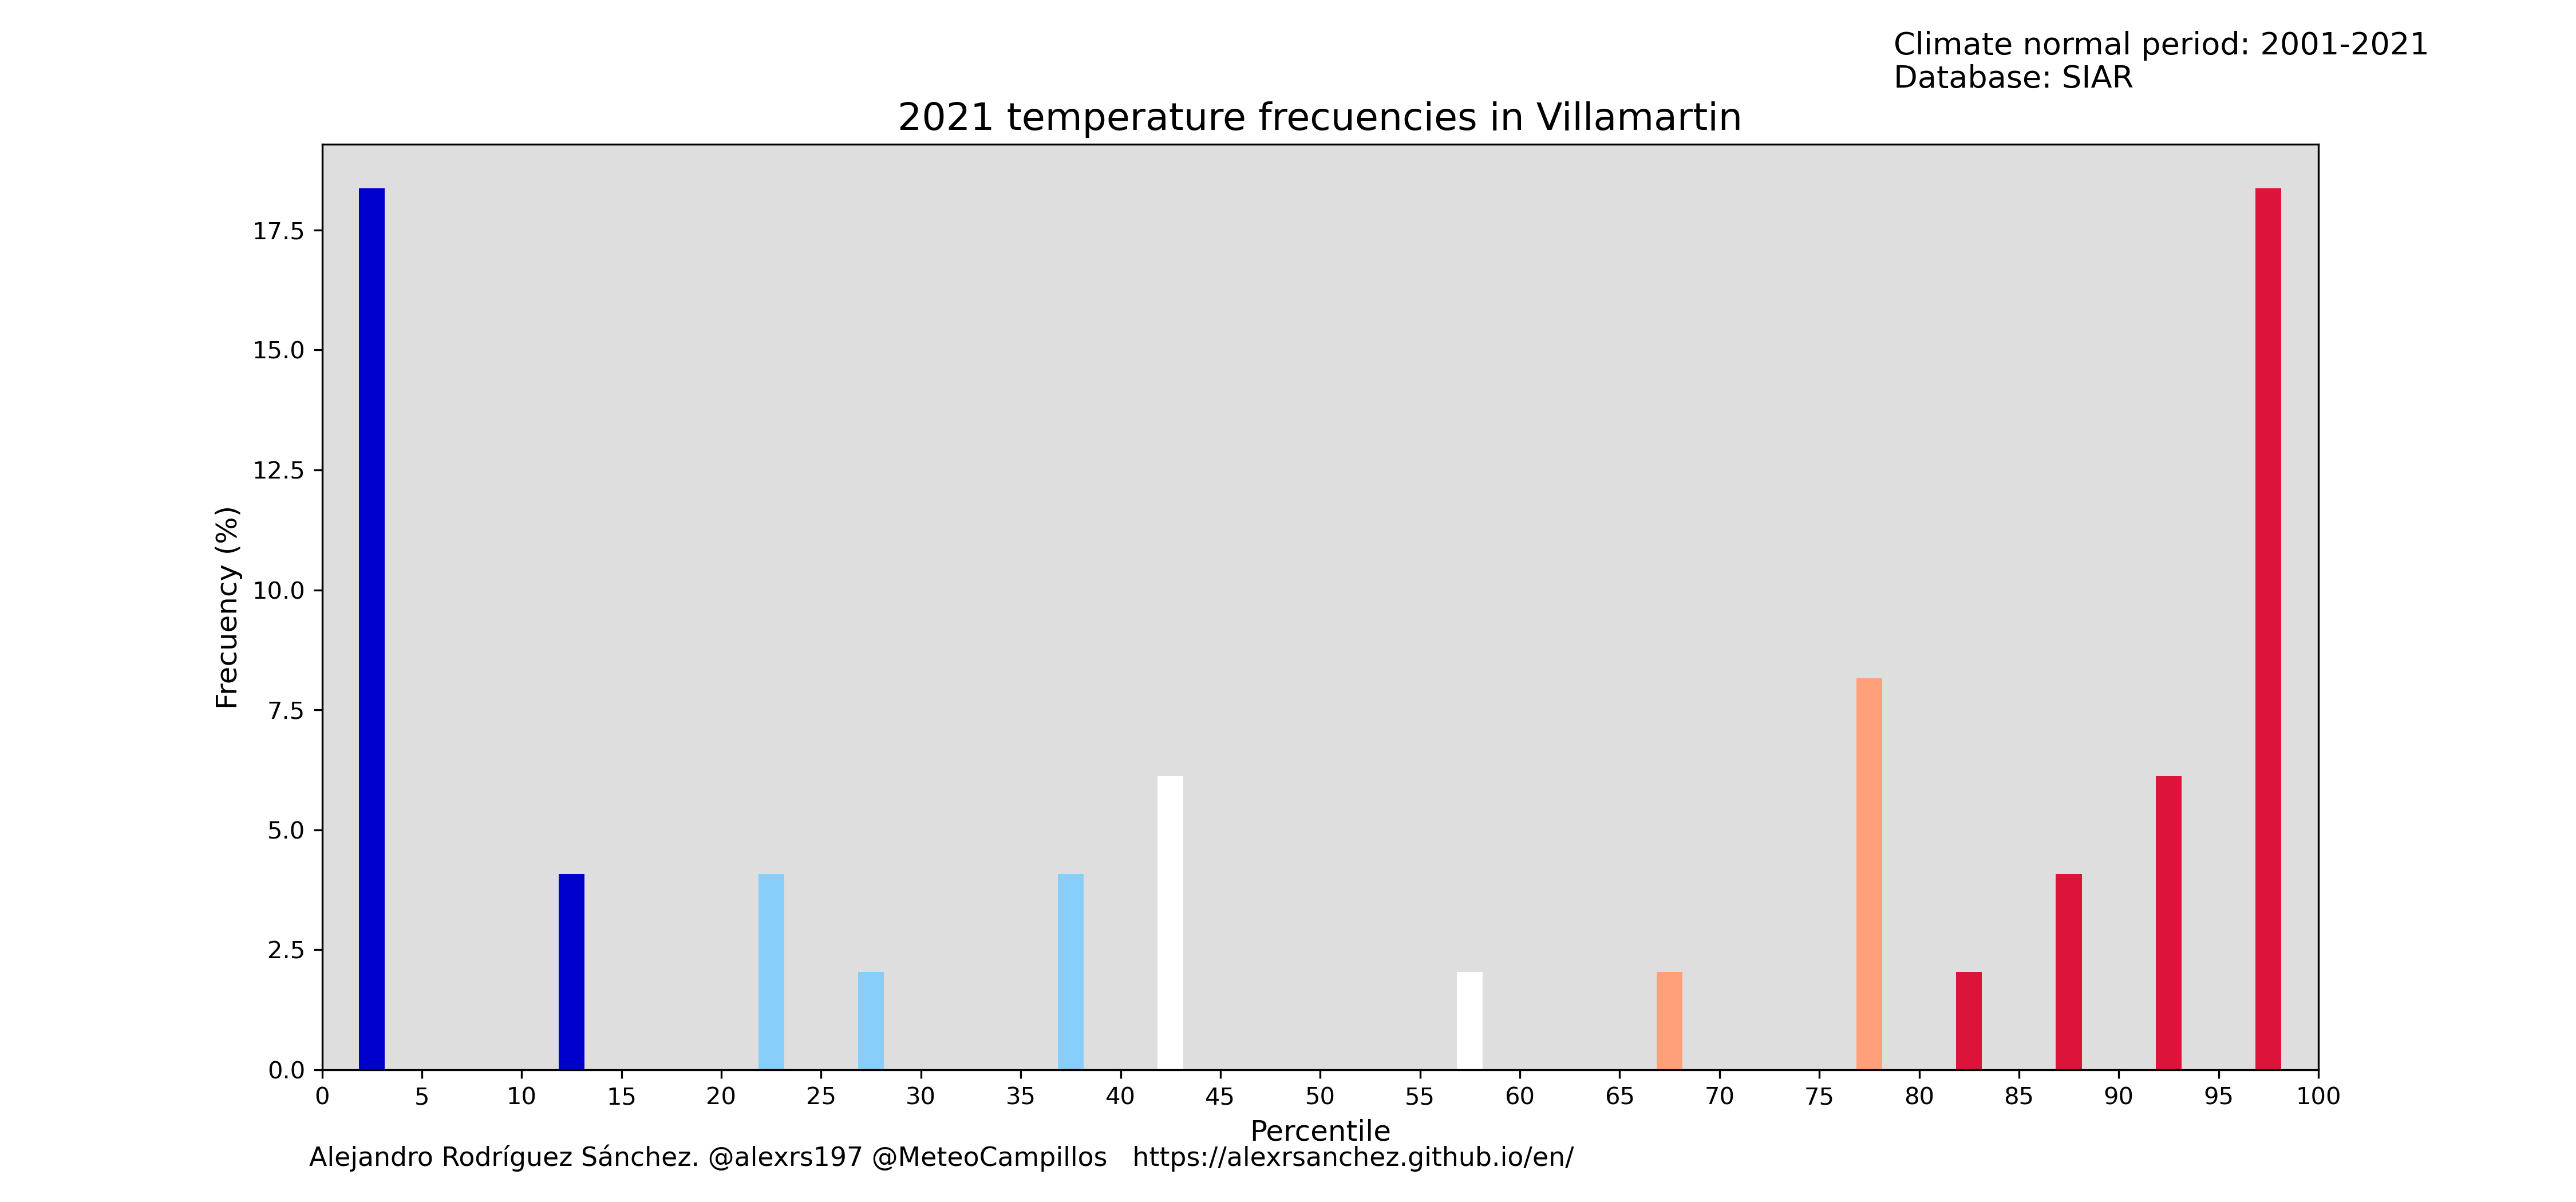 Climate normal period: 2001-2021
Database: SIAR
2021 temperature frecuencies in Villamartin
Frecuency (%)
17.5
15.0
12.5
10.0
7.5
5.0
2.5
0.0
0 5 10 15 20 25 30 35 40 45 50 55 60 65 70 75 80 85 90 95 100
Percentile
Alejandro Rodríguez Sánchez. @alexrs197 @MeteoCampillos https://alexrsanchez.github.io/en/